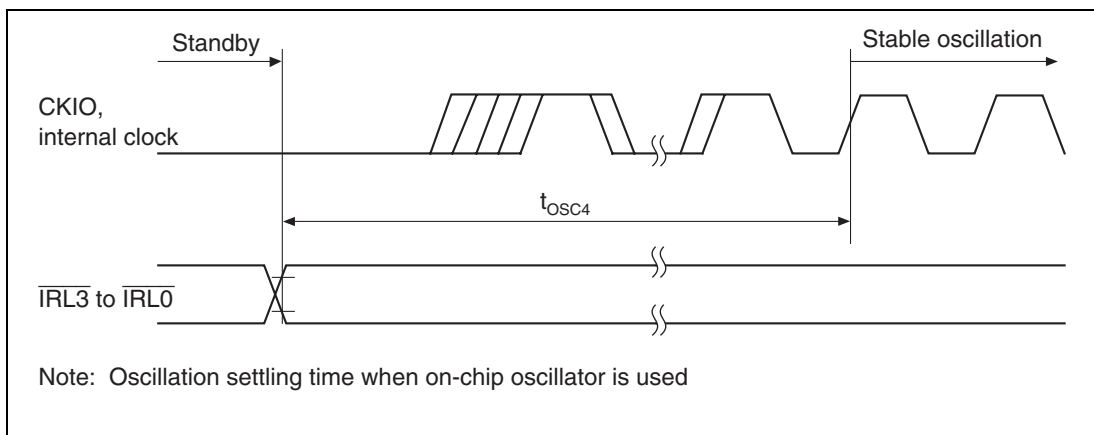 Standby
Stable oscillation
CKIO,
internal clock
tOSC4
IRL3 to IRL0
Note: Oscillation settling time when on-chip oscillator is used